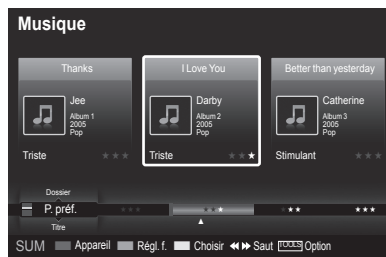 Musique
Thanks
Jee
Album 1
2005
Pop
Triste ★★★
I Love You
Darby
Album 2
2005
Pop
Triste ★★★
Better than yesterday
Catherine
Album 3
2005
Pop
Stimulant ★★★
Dossier
P. préf. ★★★ ★★★ ★★★ ★★★
Titre
SUM Appareil Régl. f. Choisir ◄◄ ►► Saut TOOLS Option